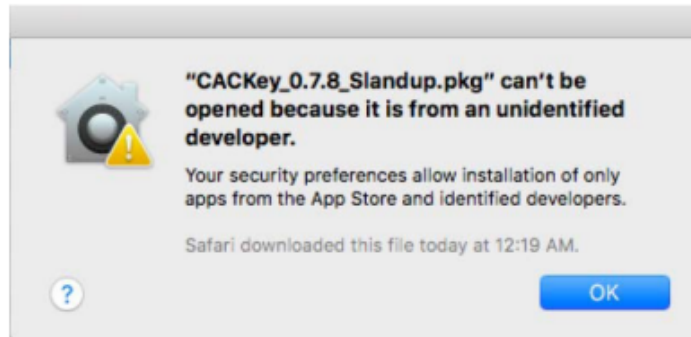 “CACKey_0.7.8_Slandup.pkg” can't be
opened because it is from an unidentified
developer.
Your security preferences allow installation of only
apps from the App Store and identified developers.
Safari downloaded this file today at 12:19 AM.
?
OK